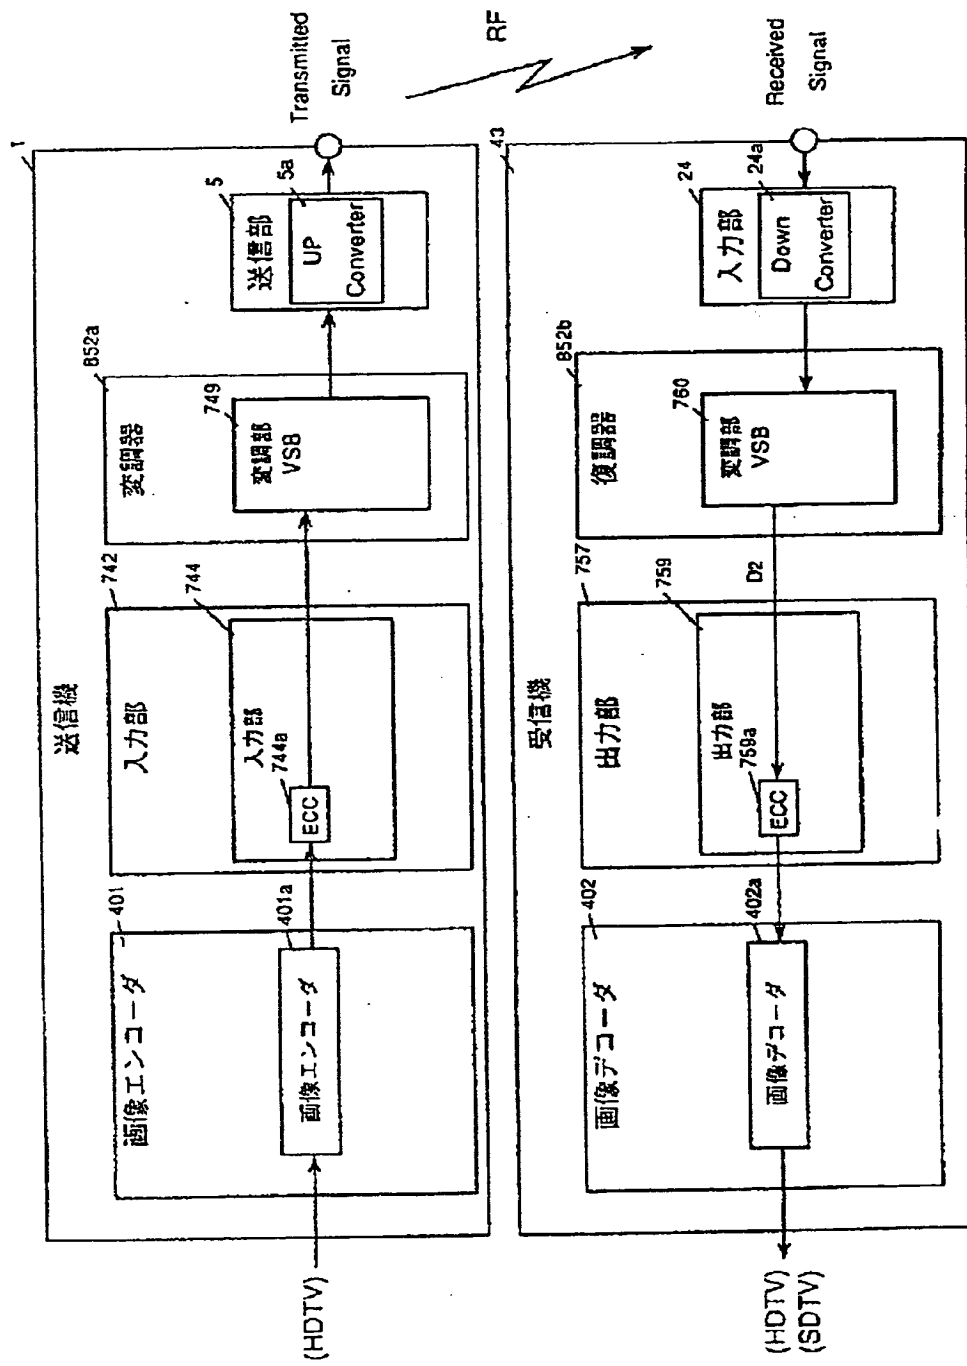 送信機
1
(HDTV)
画像エンコーダ
401
画像エンコーダ
401a
入力部
742
入力部
744
744a
ECC
変調器
852a
変調部
VSB
749
送信部
5
UP
Converter
5a
Transmitted
Signal
RF
受信機
43
(HDTV)
(SDTV)
画像デコーダ
402
画像デコーダ
402a
出力部
757
出力部
759
759a
ECC
D2
復調器
852b
変調部
VSB
760
入力部
24
Down
Converter
24a
Received
Signal